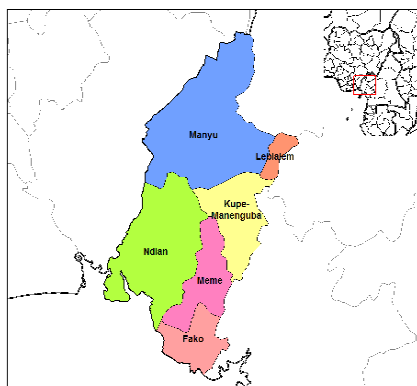 Manyu
Lebialem
Kupe-
Manenguba
Ndian
Meme
Fako